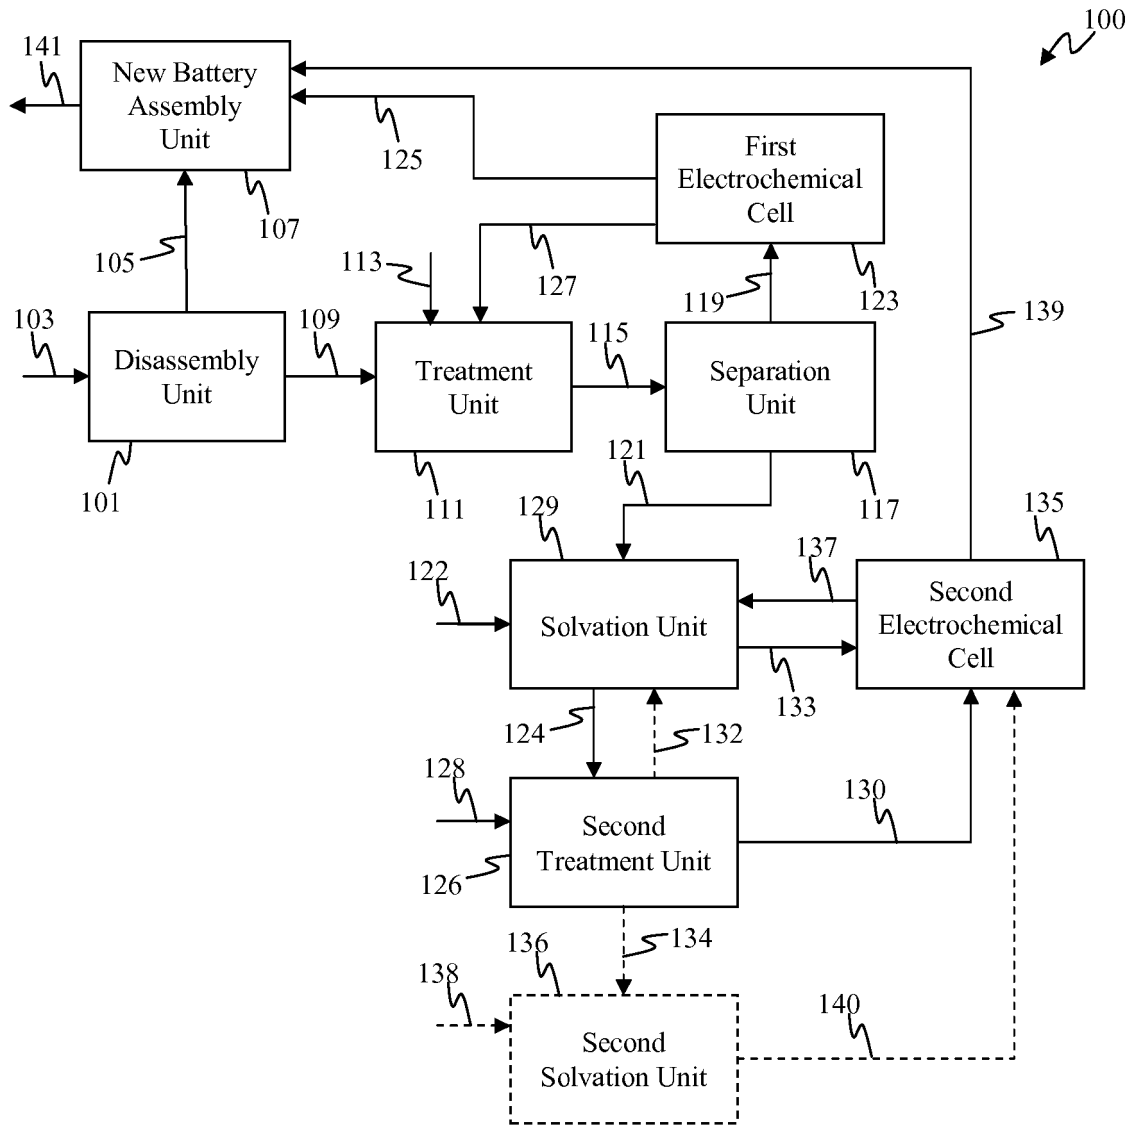 100
141
New Battery
Assembly
Unit
125
First
Electrochemical
Cell
107
105
113
127
119
123
103
109
139
Disassembly
Unit
115
Treatment
Unit
Separation
Unit
101
111
121
117
129
135
122
137
Solvation Unit
Second
Electrochemical
Cell
133
124
132
128
130
Second
Treatment Unit
126
136
134
138
140
Second
Solvation Unit